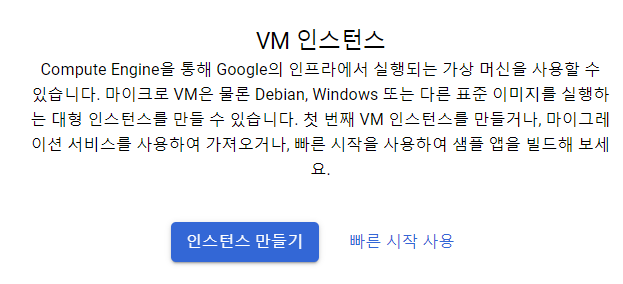 VM 인스턴스
Compute Engine을 통해 Google의 인프라에서 실행되는 가상 머신을 사용할 수
있습니다. 마이크로 VM은 물론 Debian, Windows 또는 다른 표준 이미지를 실행하
는 대형 인스턴스를 만들 수 있습니다. 첫 번째 VM 인스턴스를 만들거나, 마이그레
이션 서비스를 사용하여 가져오거나, 빠른 시작을 사용하여 샘플 앱을 빌드해 보세
요.
인스턴스 만들기
빠른 시작 사용